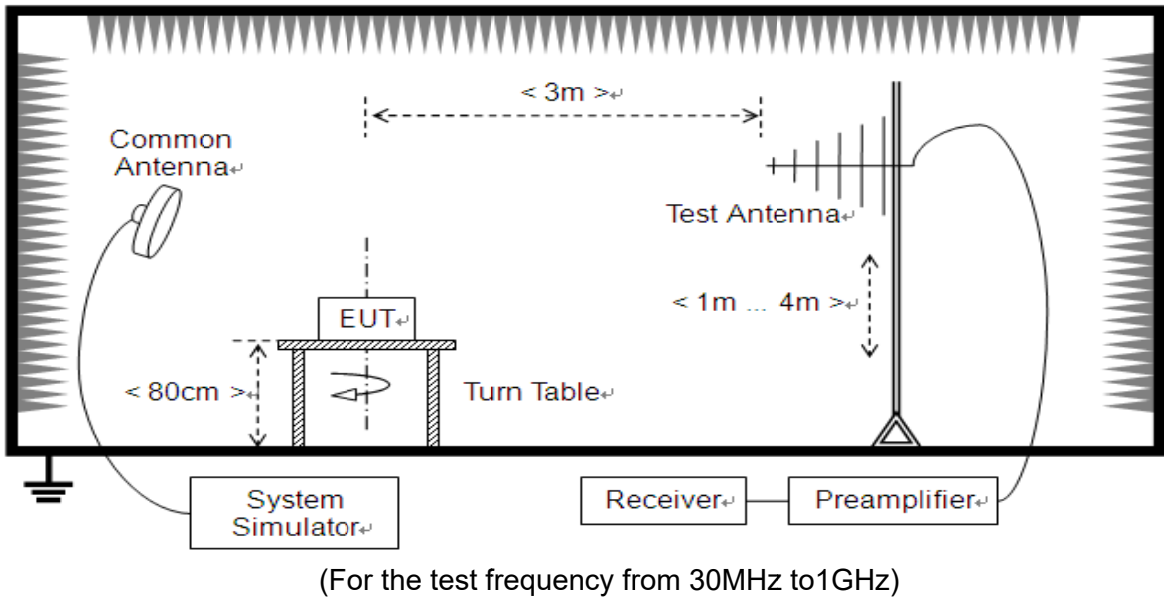 < 3m >↵
Common
Antenna↵
Test Antenna↵
< 1m ... 4m >↵
EUT↵
< 80cm >↵
Turn Table↵
System
Simulator↵
Receiver↵
Preamplifier↵
(For the test frequency from 30MHz to1GHz)